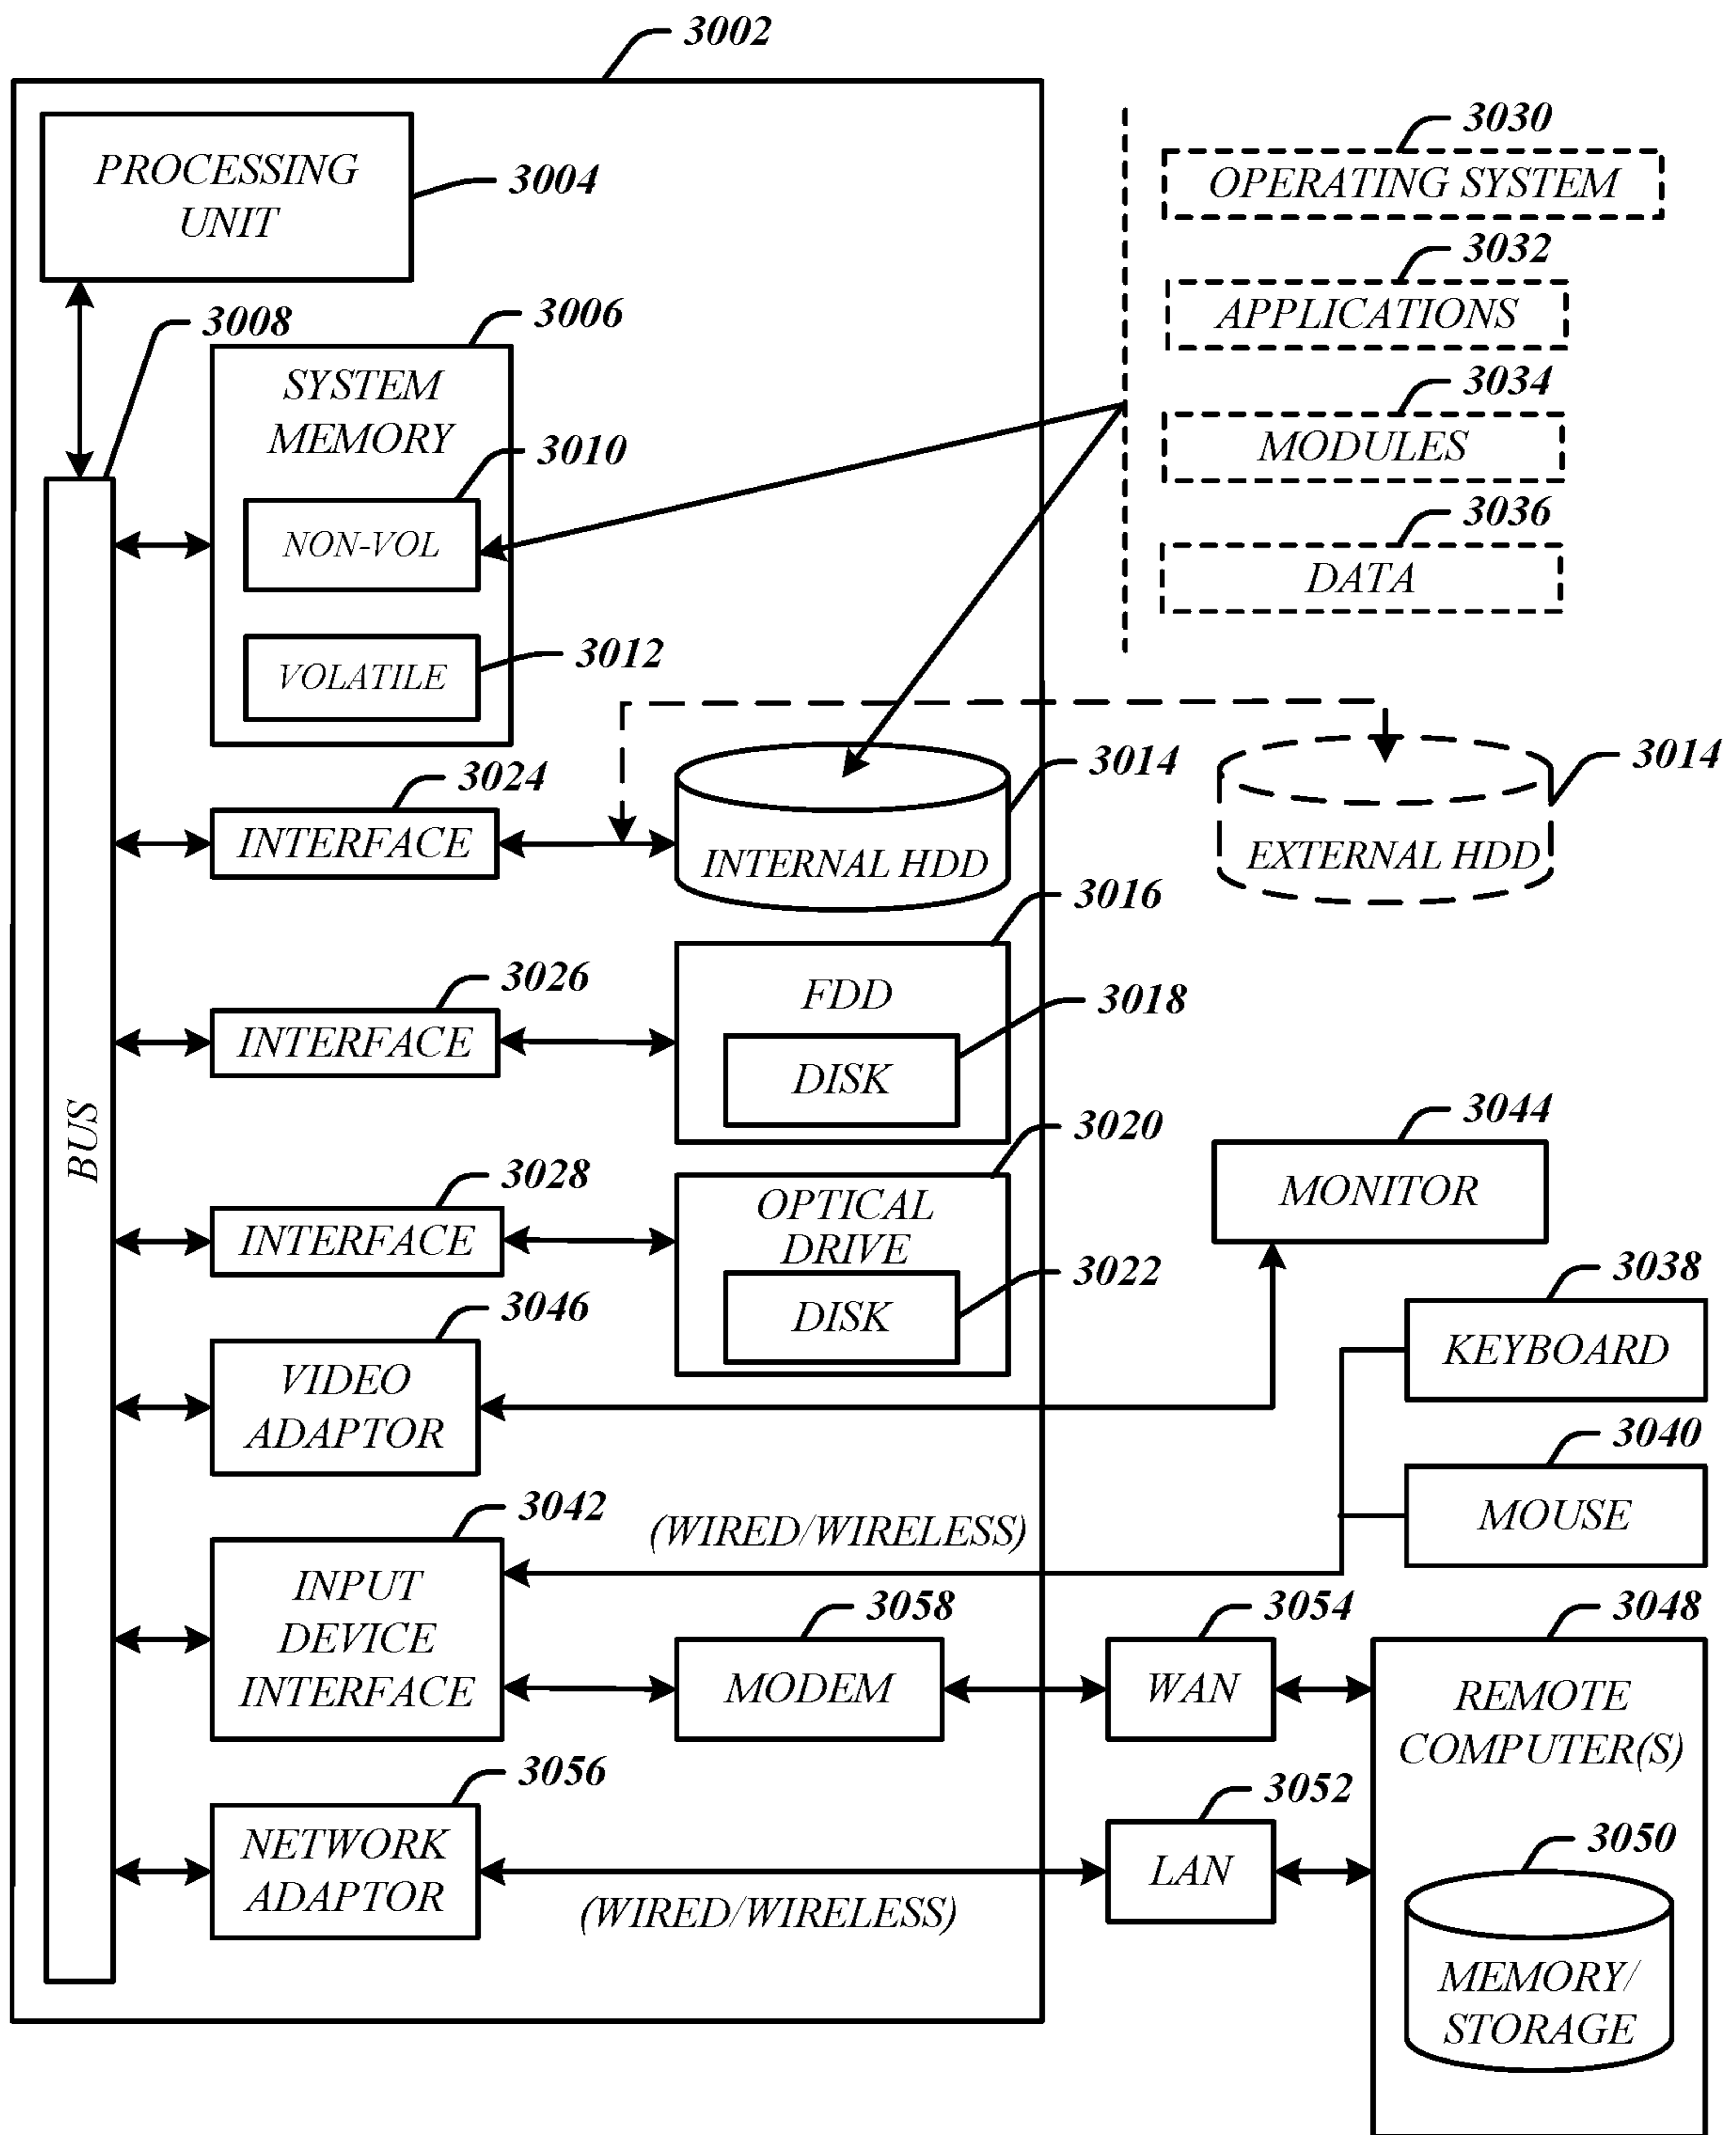 3002
PROCESSING
UNIT
3004
3030
OPERATING SYSTEM
3032
APPLICATIONS
3034
MODULES
3036
DATA
3008
3006
SYSTEM
MEMORY
3010
NON-VOL
3012
VOLATILE
3024
INTERFACE
3014
INTERNAL HDD
3014
EXTERNAL HDD
3016
FDD
3018
DISK
3026
INTERFACE
BUS
3020
OPTICAL
DRIVE
3022
DISK
3028
INTERFACE
3044
MONITOR
3038
KEYBOARD
3046
VIDEO
ADAPTOR
3040
MOUSE
3042
INPUT
DEVICE
INTERFACE
(WIRED/WIRELESS)
3058
MODEM
3054
WAN
3048
REMOTE
COMPUTER(S)
3056
NETWORK
ADAPTOR
(WIRED/WIRELESS)
3052
LAN
3050
MEMORY/
STORAGE